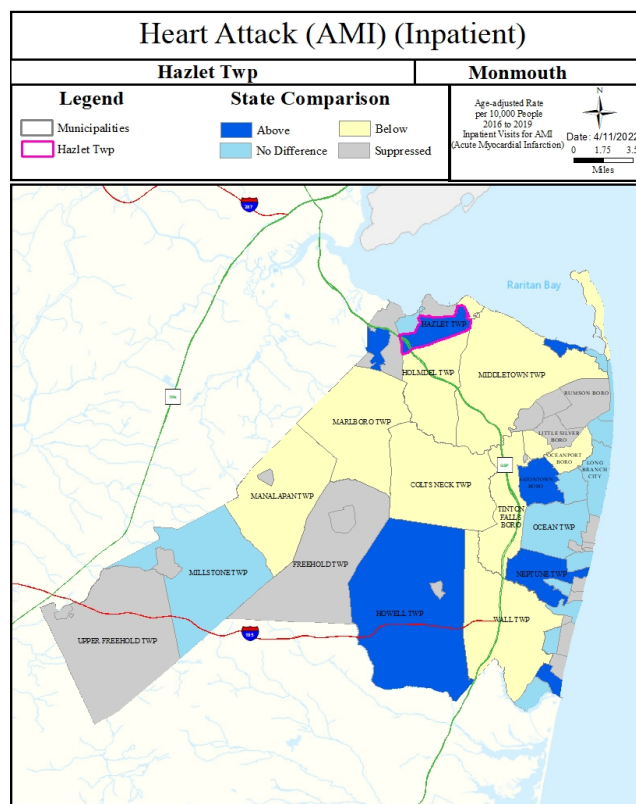 Heart Attack (AMI) (Inpatient)
Hazlet Twp
Monmouth
Legend
Municipalities
Hazlet Twp
State Comparison
Above
Below
No Difference
Suppressed
Age-adjusted Rate
per 10,000 People
2016 to 2019
Inpatient Visits for AMI
(Acute Myocardial Infarction)
N
Date: 4/11/2022
0 1.75 3.5
Miles
Raritan Bay
HAZLET TWP
HOLMDEL TWP
MIDDLETOWN TWP
RUMSON BORO
MARLBORO TWP
LITTLE SILVER
BORO
OCEANPORT
BORO
LONG
BRANCH
CITY
COLTS NECK TWP
MANALAPAN TWP
TINTON
FALLS
BORO
OCEAN TWP
FREEHOLD TWP
MILLSTONE TWP
NEPTUNE TWP
HOWELL TWP
WALL TWP
UPPER FREEHOLD TWP
195